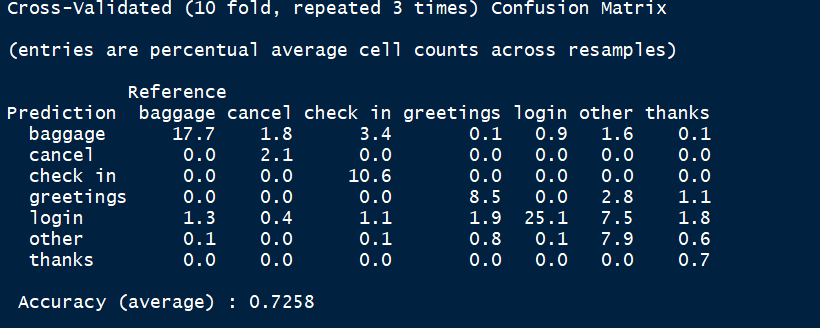 Cross-Validated (10 fold, repeated 3 times) Confusion Matrix
(entries are percentual average cell counts across resamples)
Reference
Prediction baggage cancel check in greetings login other thanks
baggage 17.7 1.8 3.4 0.1 0.9 1.6 0.1
cancel 0.0 2.1 0.0 0.0 0.0 0.0 0.0
check in 0.0 0.0 10.6 0.0 0.0 0.0 0.0
greetings 0.0 0.0 0.0 8.5 0.0 2.8 1.1
login 1.3 0.4 1.1 1.9 25.1 7.5 1.8
other 0.1 0.0 0.1 0.8 0.1 7.9 0.6
thanks 0.0 0.0 0.0 0.0 0.0 0.0 0.7
Accuracy (average) : 0.7258